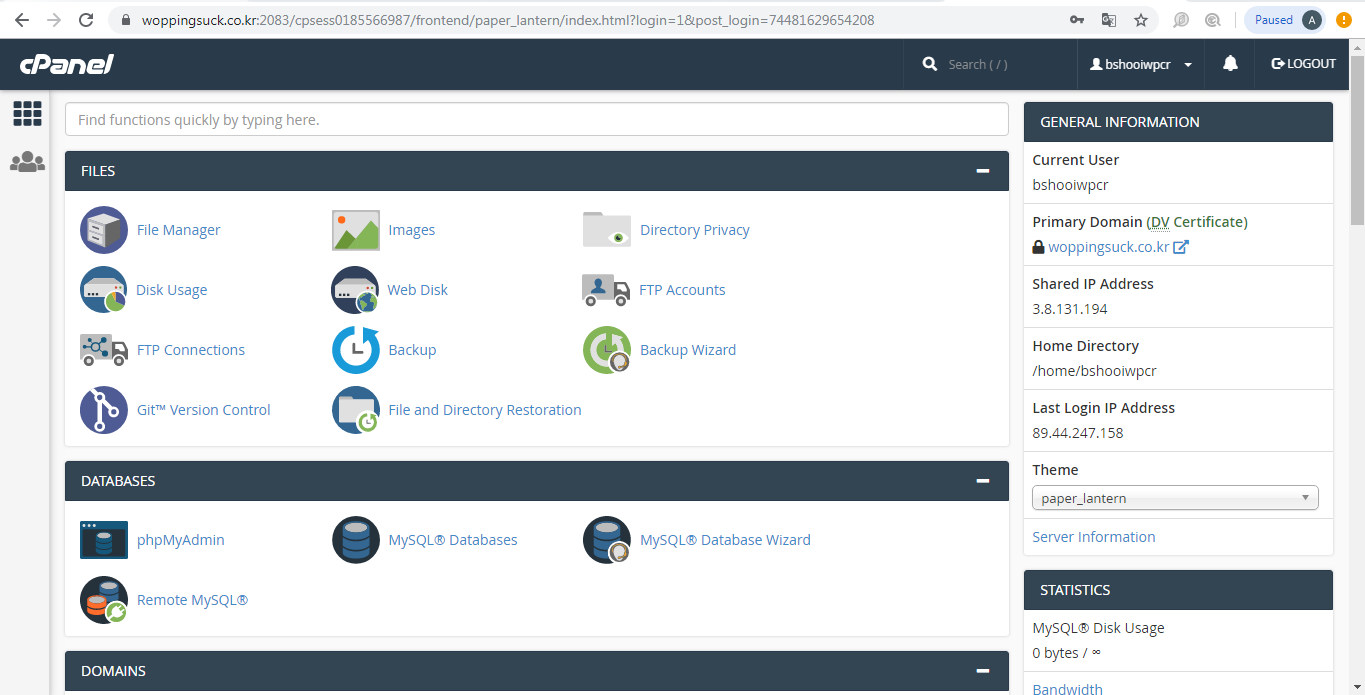 woppingsuck.co.kr:2083/cpsess0185566987/frontend/paper_lantern/index.html?login=1&post_login=74481629654208
Paused A
cPanel
Search ( / )
bshooiwpcr
LOGOUT
Find functions quickly by typing here.
FILES
File Manager
Images
Directory Privacy
Disk Usage
Web Disk
FTP Accounts
FTP Connections
Backup
Backup Wizard
Git™ Version Control
File and Directory Restoration
DATABASES
phpMyAdmin
MySQL® Databases
MySQL® Database Wizard
Remote MySQL®
DOMAINS
GENERAL INFORMATION
Current User
bshooiwpcr
Primary Domain (DV Certificate)
woppingsuck.co.kr
Shared IP Address
3.8.131.194
Home Directory
/home/bshooiwpcr
Last Login IP Address
89.44.247.158
Theme
paper_lantern
Server Information
STATISTICS
MySQL® Disk Usage
0 bytes / ∞
Bandwidth